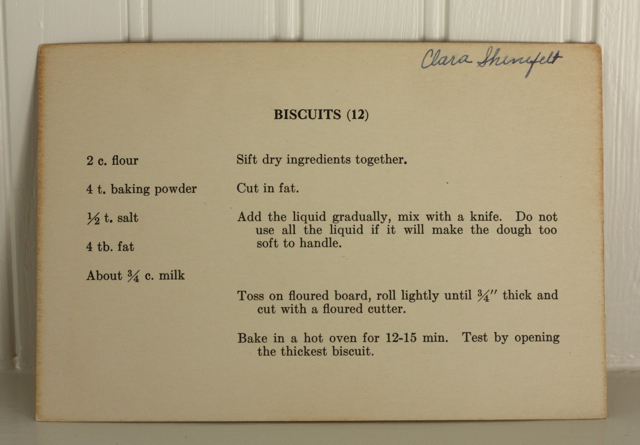 Clara Shenefelt
BISCUITS (12)
2 c. flour
4 t. baking powder
½ t. salt
4 tb. fat
About ¾ c. milk
Sift dry ingredients together.
Cut in fat.
Add the liquid gradually, mix with a knife. Do not
use all the liquid if it will make the dough too
soft to handle.
Toss on floured board, roll lightly until ¾" thick and
cut with a floured cutter.
Bake in a hot oven for 12-15 min. Test by opening
the thickest biscuit.